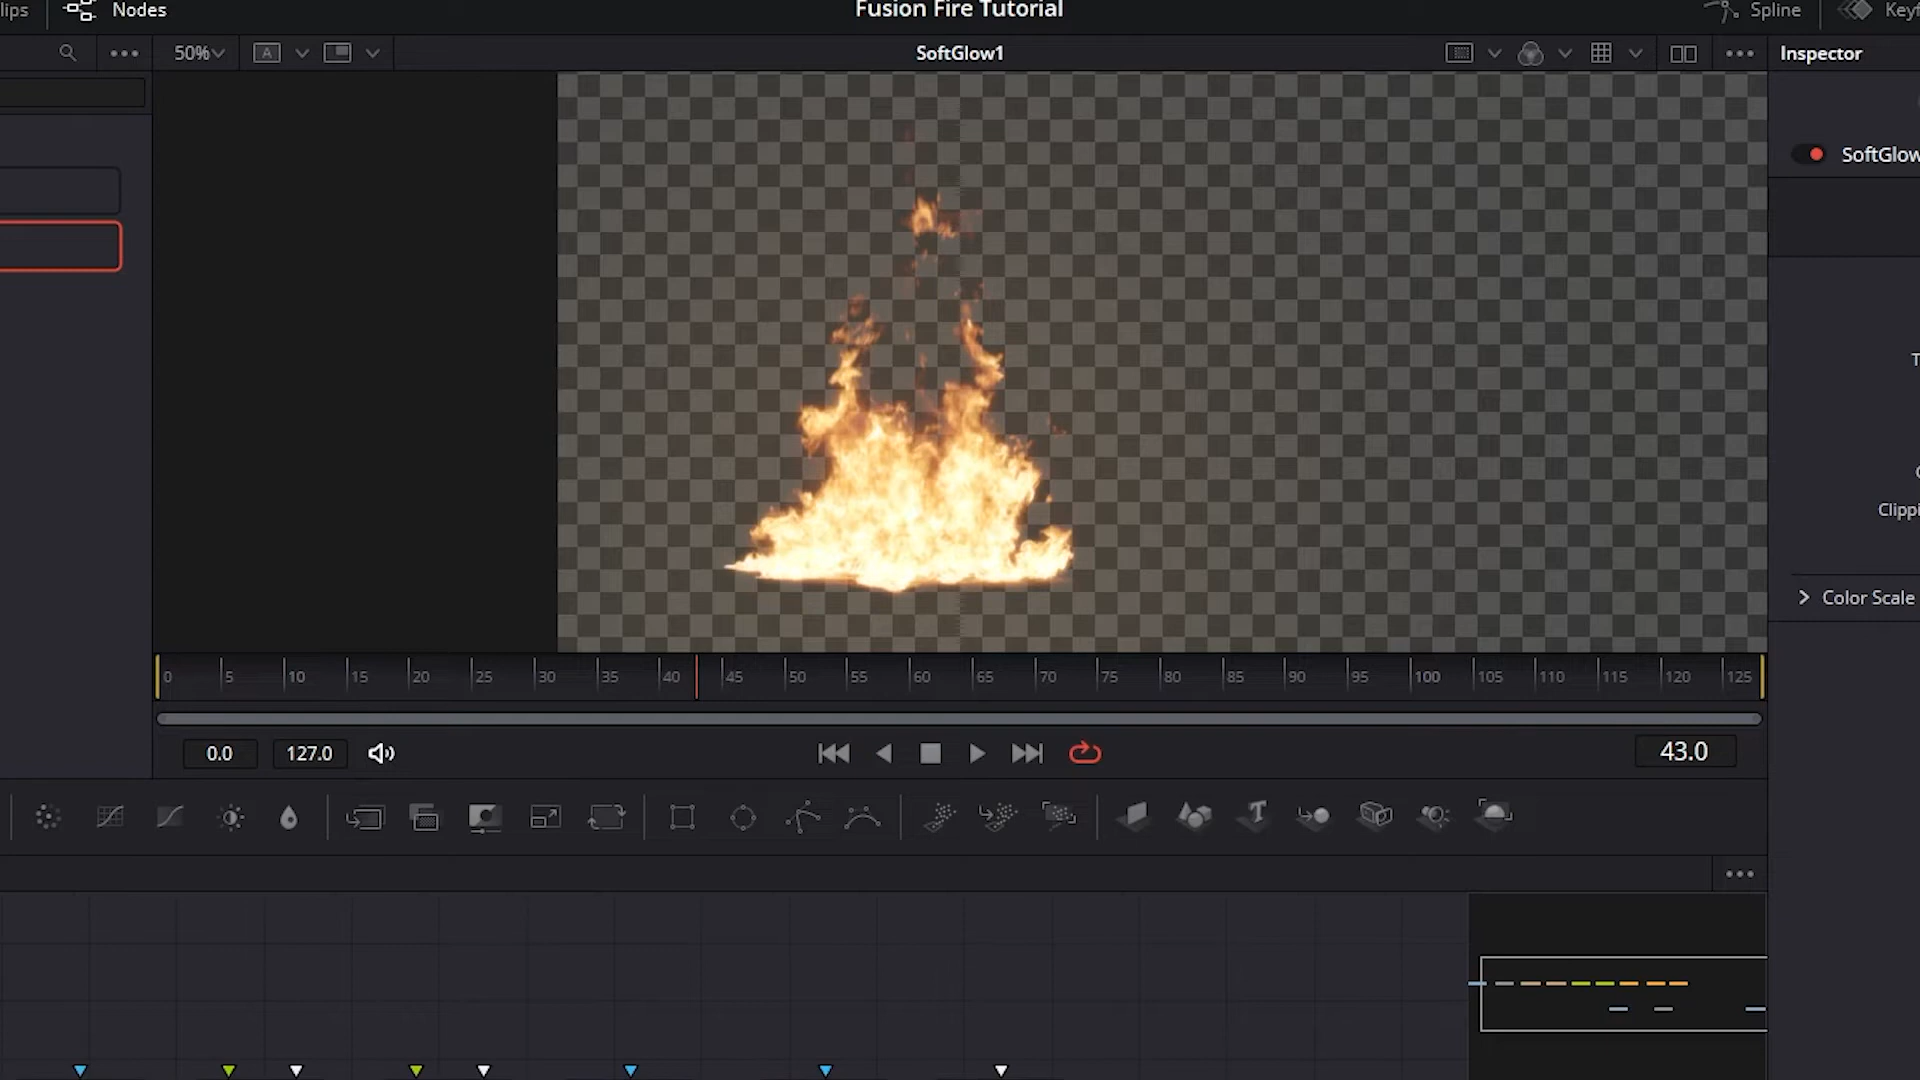 lips Nodes Fusion Fire Tutorial Spline Keyf
50% A SoftGlow1 Inspector
SoftGlow
T
C
Clippi
Color Scale
0 5 10 15 20 25 30 35 40 45 50 55 60 65 70 75 80 85 90 95 100 105 110 115 120 125
0.0 127.0 43.0
T